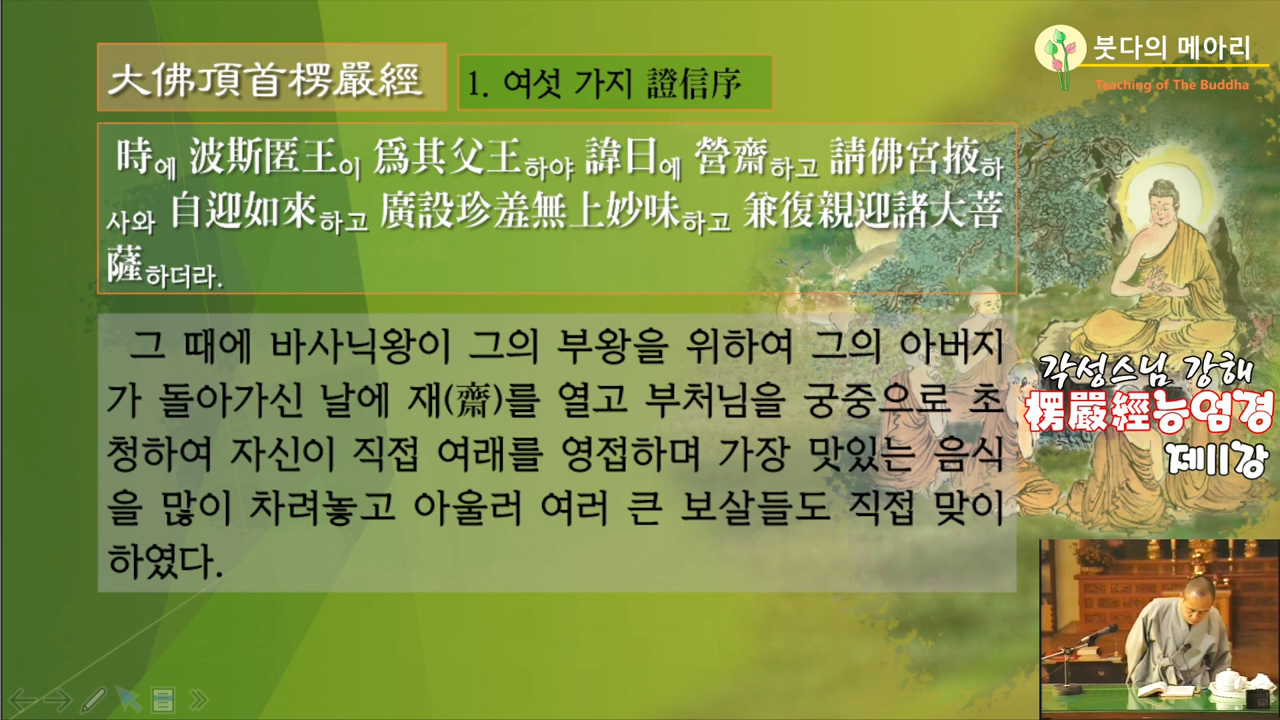 大佛頂首楞嚴經
1. 여섯 가지 證信序
時에 波斯匿王이 爲其父王하야 諱日에 營齋하고 請佛宮掖하
사와 自迎如來하고 廣設珍羞無上妙味하고 兼復親迎諸大菩
薩하더라.
그 때에 바사닉왕이 그의 부왕을 위하여 그의 아버지
가 돌아가신 날에 재(齋)를 열고 부처님을 궁중으로 초
청하여 자신이 직접 여래를 영접하며 가장 맛있는 음식
을 많이 차려놓고 아울러 여러 큰 보살들도 직접 맞이
하였다.
붓다의 메아리
Teaching of The Buddha
각성스님 강해
楞嚴經능엄경
제11강